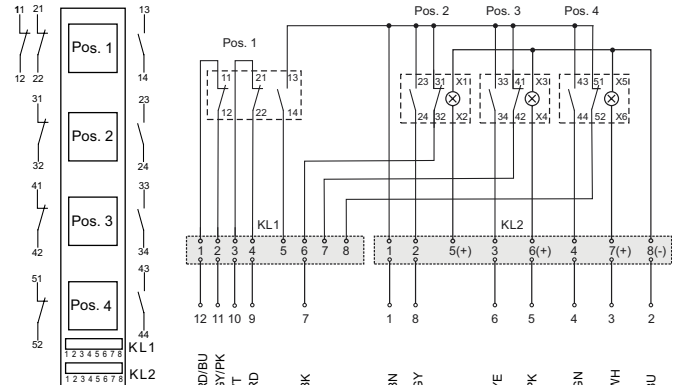 11 21 13
Pos. 1
12 22 14
31 23
Pos. 2
32 24
41 33
Pos. 3
42 34
51 43
Pos. 4
52 44
1 2 3 4 5 6 7 8 KL1
1 2 3 4 5 6 7 8 KL2
Pos. 1 Pos. 2 Pos. 3 Pos. 4
11 21 13
12 22 14
23 31 X1 33 41 X3 43 51 X5
24 32 X2 34 42 X4 44 52 X6
KL1 KL2
1 2 3 4 5 6 7 8 1 2 5(+) 3 6(+) 4 7(+) 8(-)
12 11 10 9 7 1 8 6 5 4 3 2
RD/BU GY/PK RD BK BN GY YE PK GN WH BU